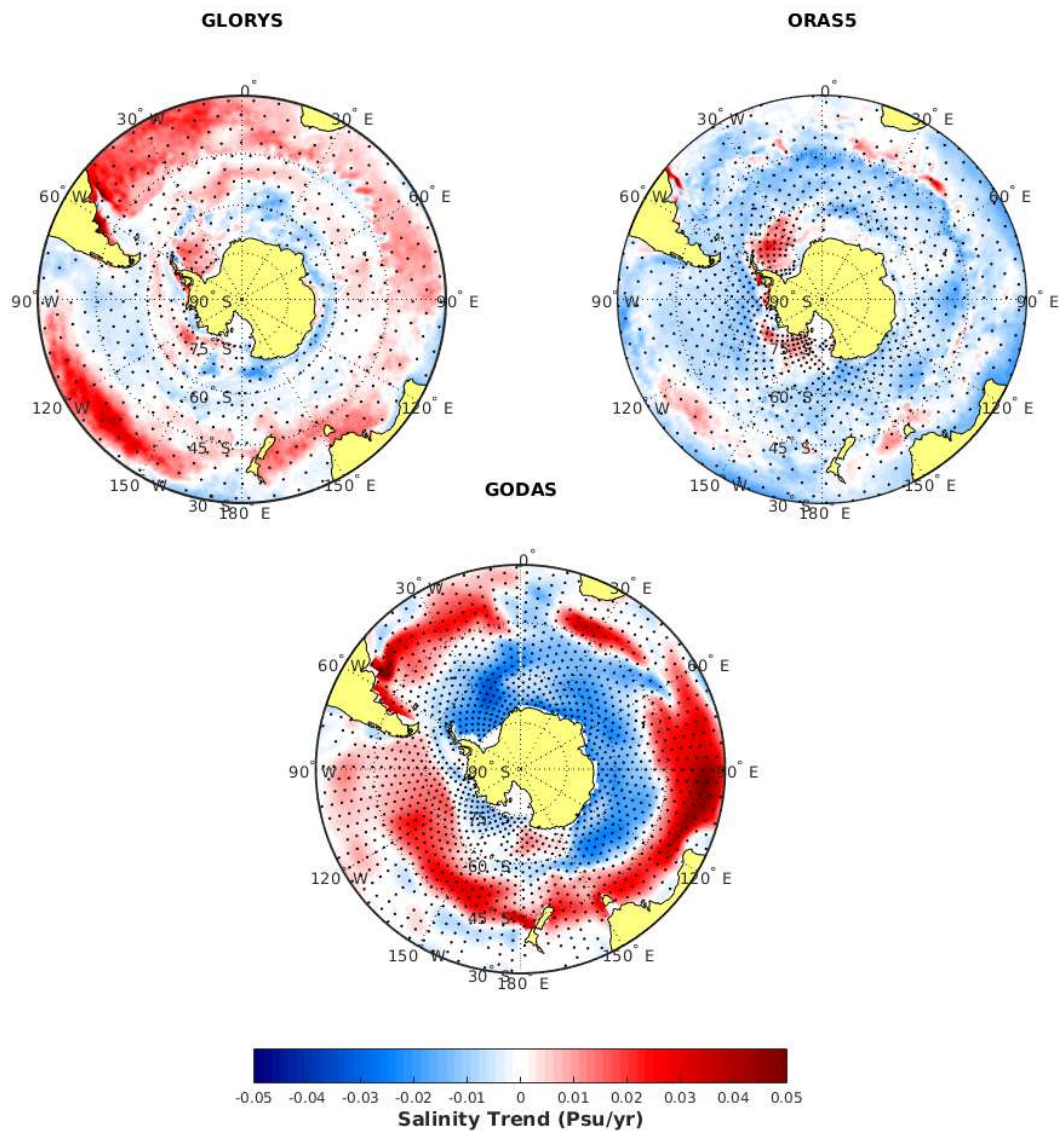 GLORYS
ORAS5
0°
30° W
30° E
60° W
60° E
90° W
90° S
90° E
75° S
120° W
60° S
120° E
45° S
150° W
150° E
30° S
180° E
0°
30° W
30° E
60° W
60° E
90° W
90° S
90° E
75° S
120° W
60° S
120° E
45° S
150° W
150° E
30° S
180° E
GODAS
0°
30° W
30° E
60° W
60° E
90° W
90° S
90° E
75° S
120° W
60° S
120° E
45° S
150° W
150° E
30° S
180° E
-0.05 -0.04 -0.03 -0.02 -0.01 0 0.01 0.02 0.03 0.04 0.05
Salinity Trend (Psu/yr)